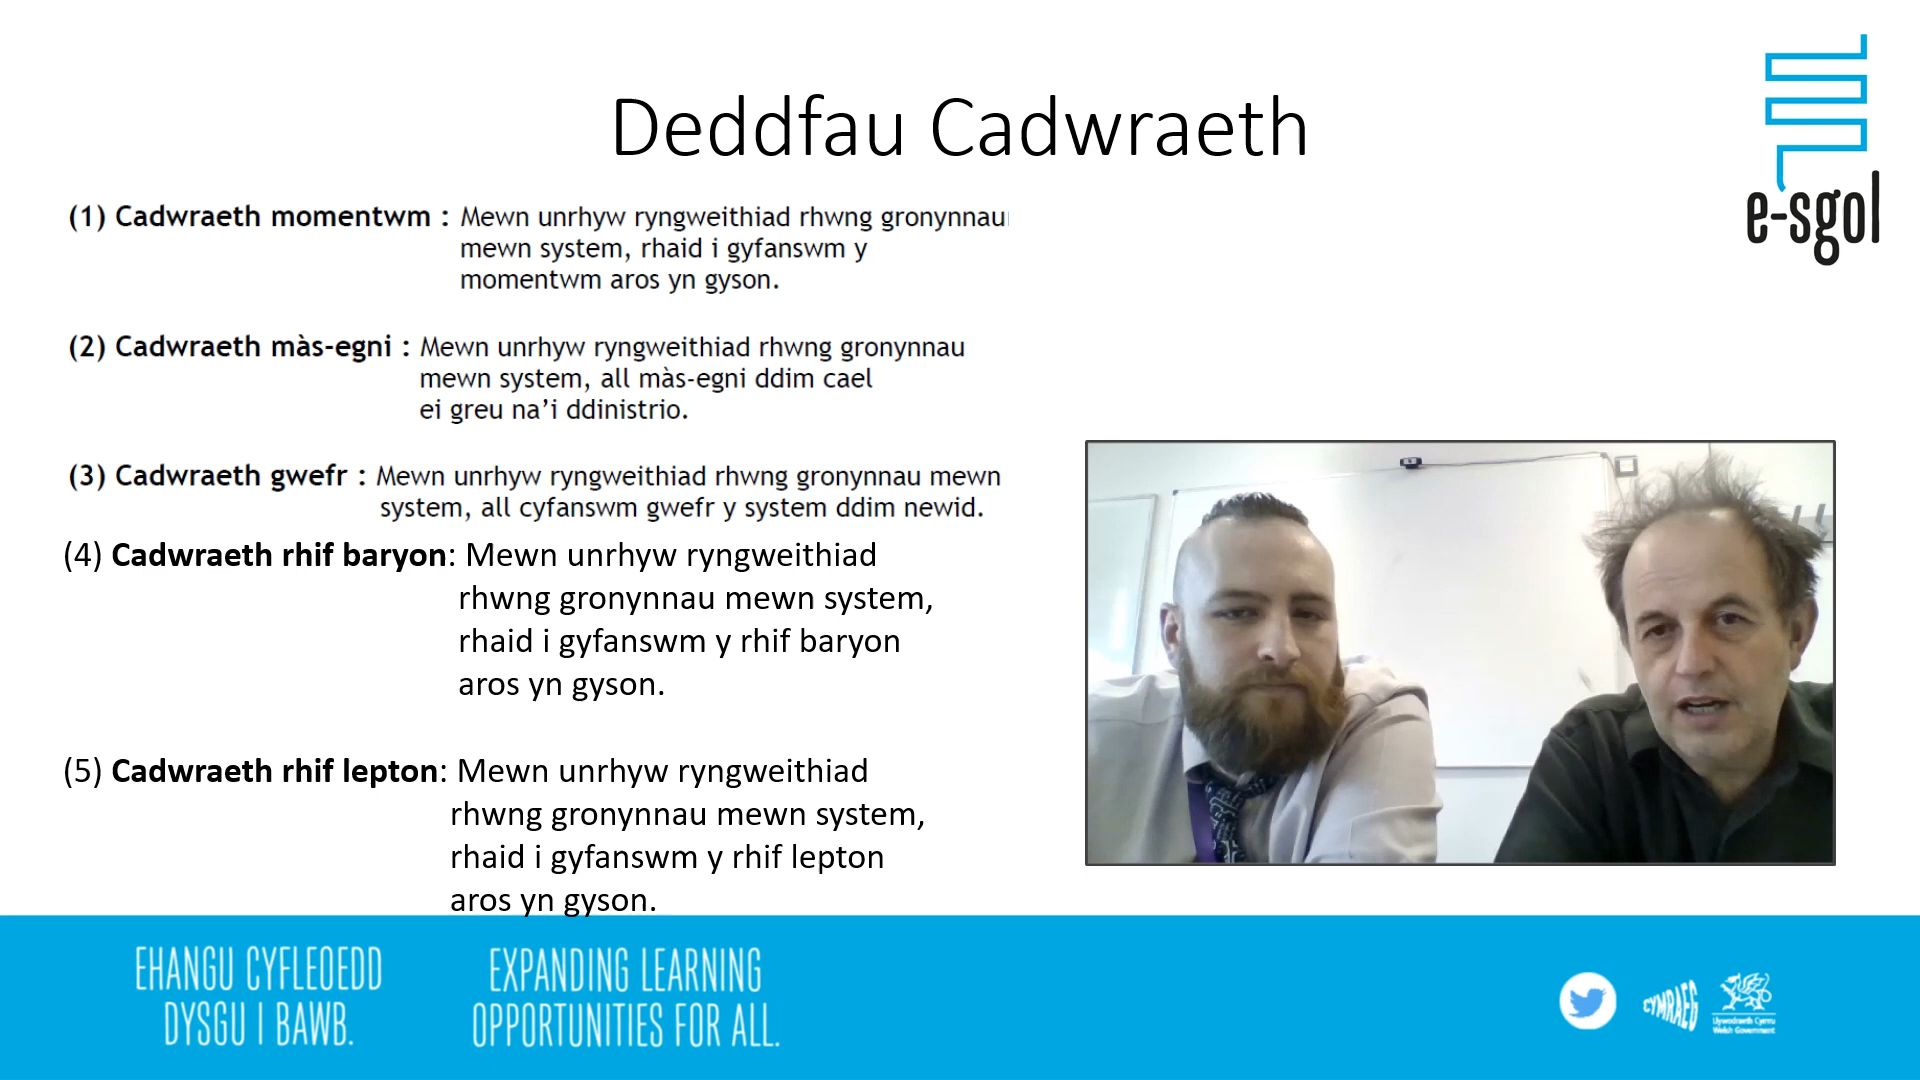 Deddfau Cadwraeth
e-sgol
(1) Cadwraeth momentwm : Mewn unrhyw ryngweithiad rhwng gronynnau
mewn system, rhaid i gyfanswm y
momentwm aros yn gyson.
(2) Cadwraeth màs-egni : Mewn unrhyw ryngweithiad rhwng gronynnau
mewn system, all màs-egni ddim cael
ei greu na’i ddinistrio.
(3) Cadwraeth gwefr : Mewn unrhyw ryngweithiad rhwng gronynnau mewn
system, all cyfanswm gwefr y system ddim newid.
(4) Cadwraeth rhif baryon: Mewn unrhyw ryngweithiad
rhwng gronynnau mewn system,
rhaid i gyfanswm y rhif baryon
aros yn gyson.
(5) Cadwraeth rhif lepton: Mewn unrhyw ryngweithiad
rhwng gronynnau mewn system,
rhaid i gyfanswm y rhif lepton
aros yn gyson.
EHANGU CYFLEOEDD
DYSGU I BAWB.
EXPANDING LEARNING
OPPORTUNITIES FOR ALL.
CYMRAEG
Llywodraeth Cymru
Welsh Government